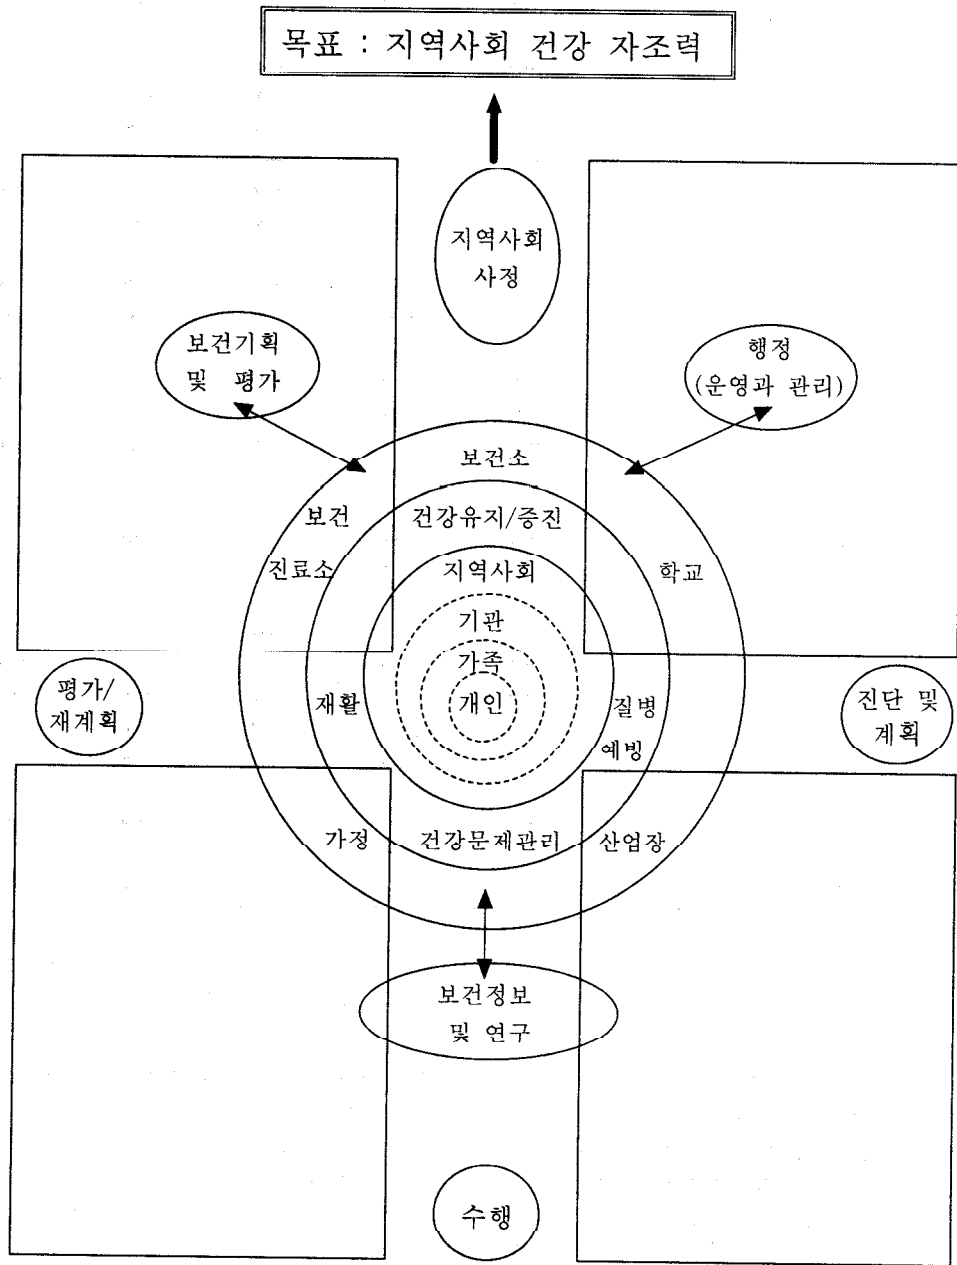 목표 : 지역사회 건강 자조력
지역사회
사정
보건기획
및 평가
행정
(운영과 관리)
보건소
보건
진료소
건강유지/증진
학교
지역사회
기관
가족
개인
평가/
재계획
재활
질병
예방
진단 및
계획
가정
건강문제관리
산업장
보건정보
및 연구
수행